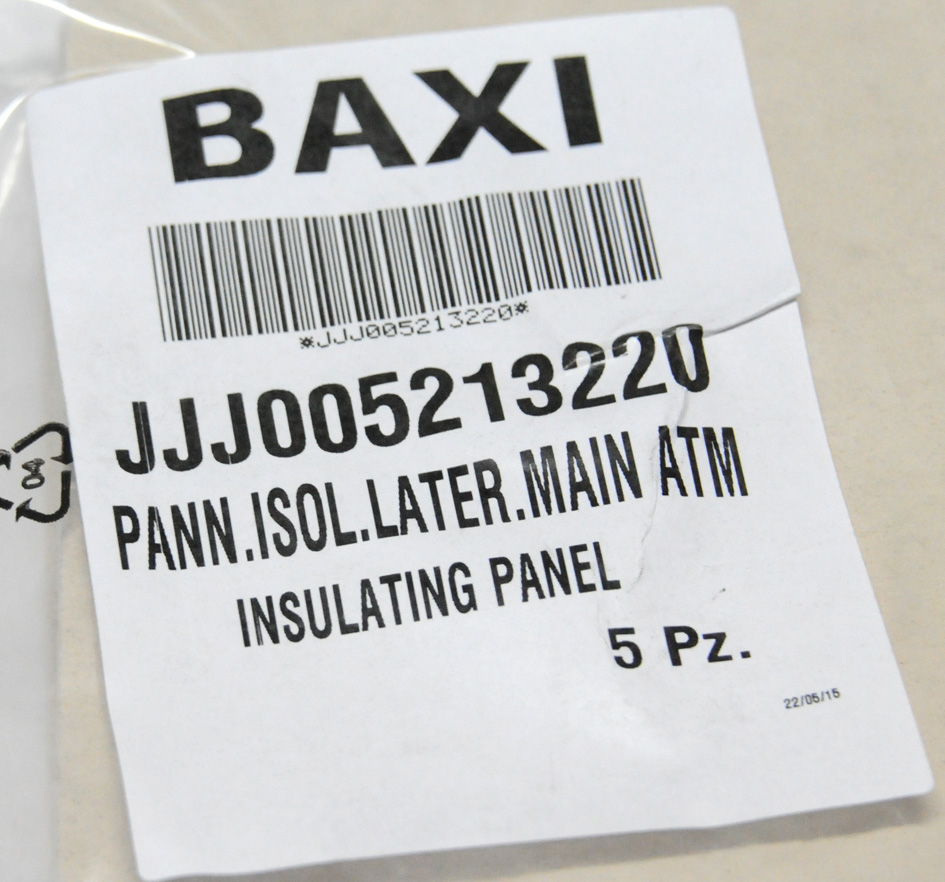 BAXI
*JJJ005213220*
JJJ005213220
PANN.ISOL.LATER.MAIN ATM
INSULATING PANEL
5 Pz.
22/05/15